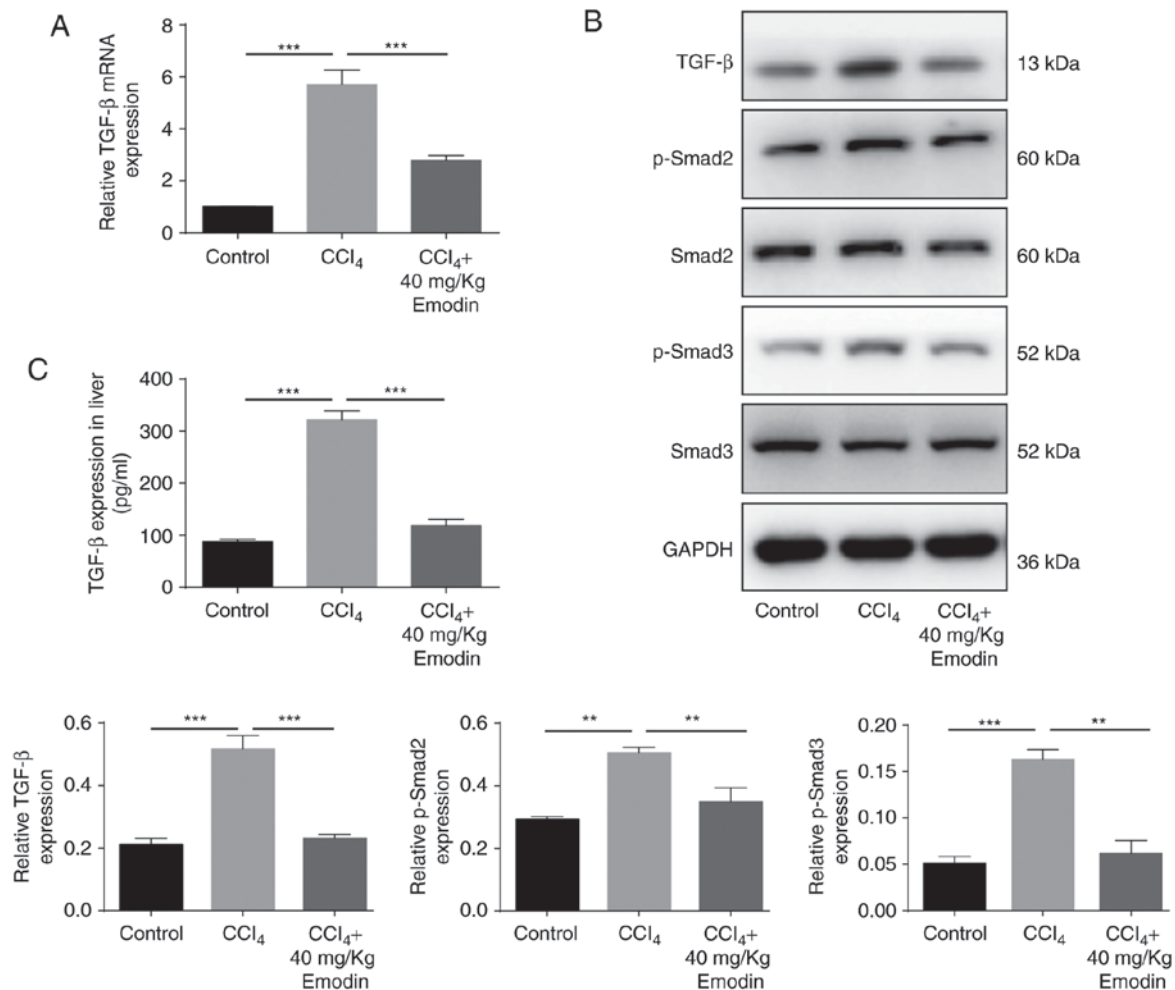 A
Relative TGF-β mRNA
expression
8
6
4
2
0
***
***
Control
CCl₄
CCl₄+
40 mg/Kg
Emodin
B
TGF-β
13 kDa
p-Smad2
60 kDa
Smad2
60 kDa
p-Smad3
52 kDa
Smad3
52 kDa
GAPDH
36 kDa
Control
CCl₄
CCl₄+
40 mg/Kg
Emodin
C
TGF-β expression in liver
(pg/ml)
400
300
200
100
0
***
***
Control
CCl₄
CCl₄+
40 mg/Kg
Emodin
Relative TGF-β
expression
0.6
0.4
0.2
0.0
***
***
Control
CCl₄
CCl₄+
40 mg/Kg
Emodin
Relative p-Smad2
expression
0.6
0.4
0.2
0.0
**
**
Control
CCl₄
CCl₄+
40 mg/Kg
Emodin
Relative p-Smad3
expression
0.20
0.15
0.10
0.05
0.00
***
**
Control
CCl₄
CCl₄+
40 mg/Kg
Emodin